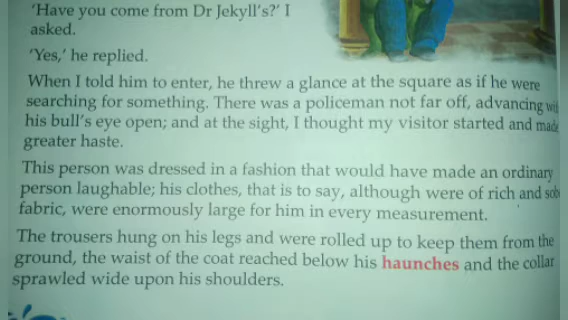 'Have you come from Dr Jekyll's?' I
asked.
'Yes,' he replied.
When I told him to enter, he threw a glance at the square as if he were
searching for something. There was a policeman not far off, advancing
his bull's eye open; and at the sight, I thought my visitor started and made
greater haste.
This person was dressed in a fashion that would have made an ordinary
person laughable; his clothes, that is to say, although were of rich and
fabric, were enormously large for him in every measurement.
The trousers hung on his legs and were rolled up to keep them from the
ground, the waist of the coat reached below his haunches and the collar
sprawled wide upon his shoulders.